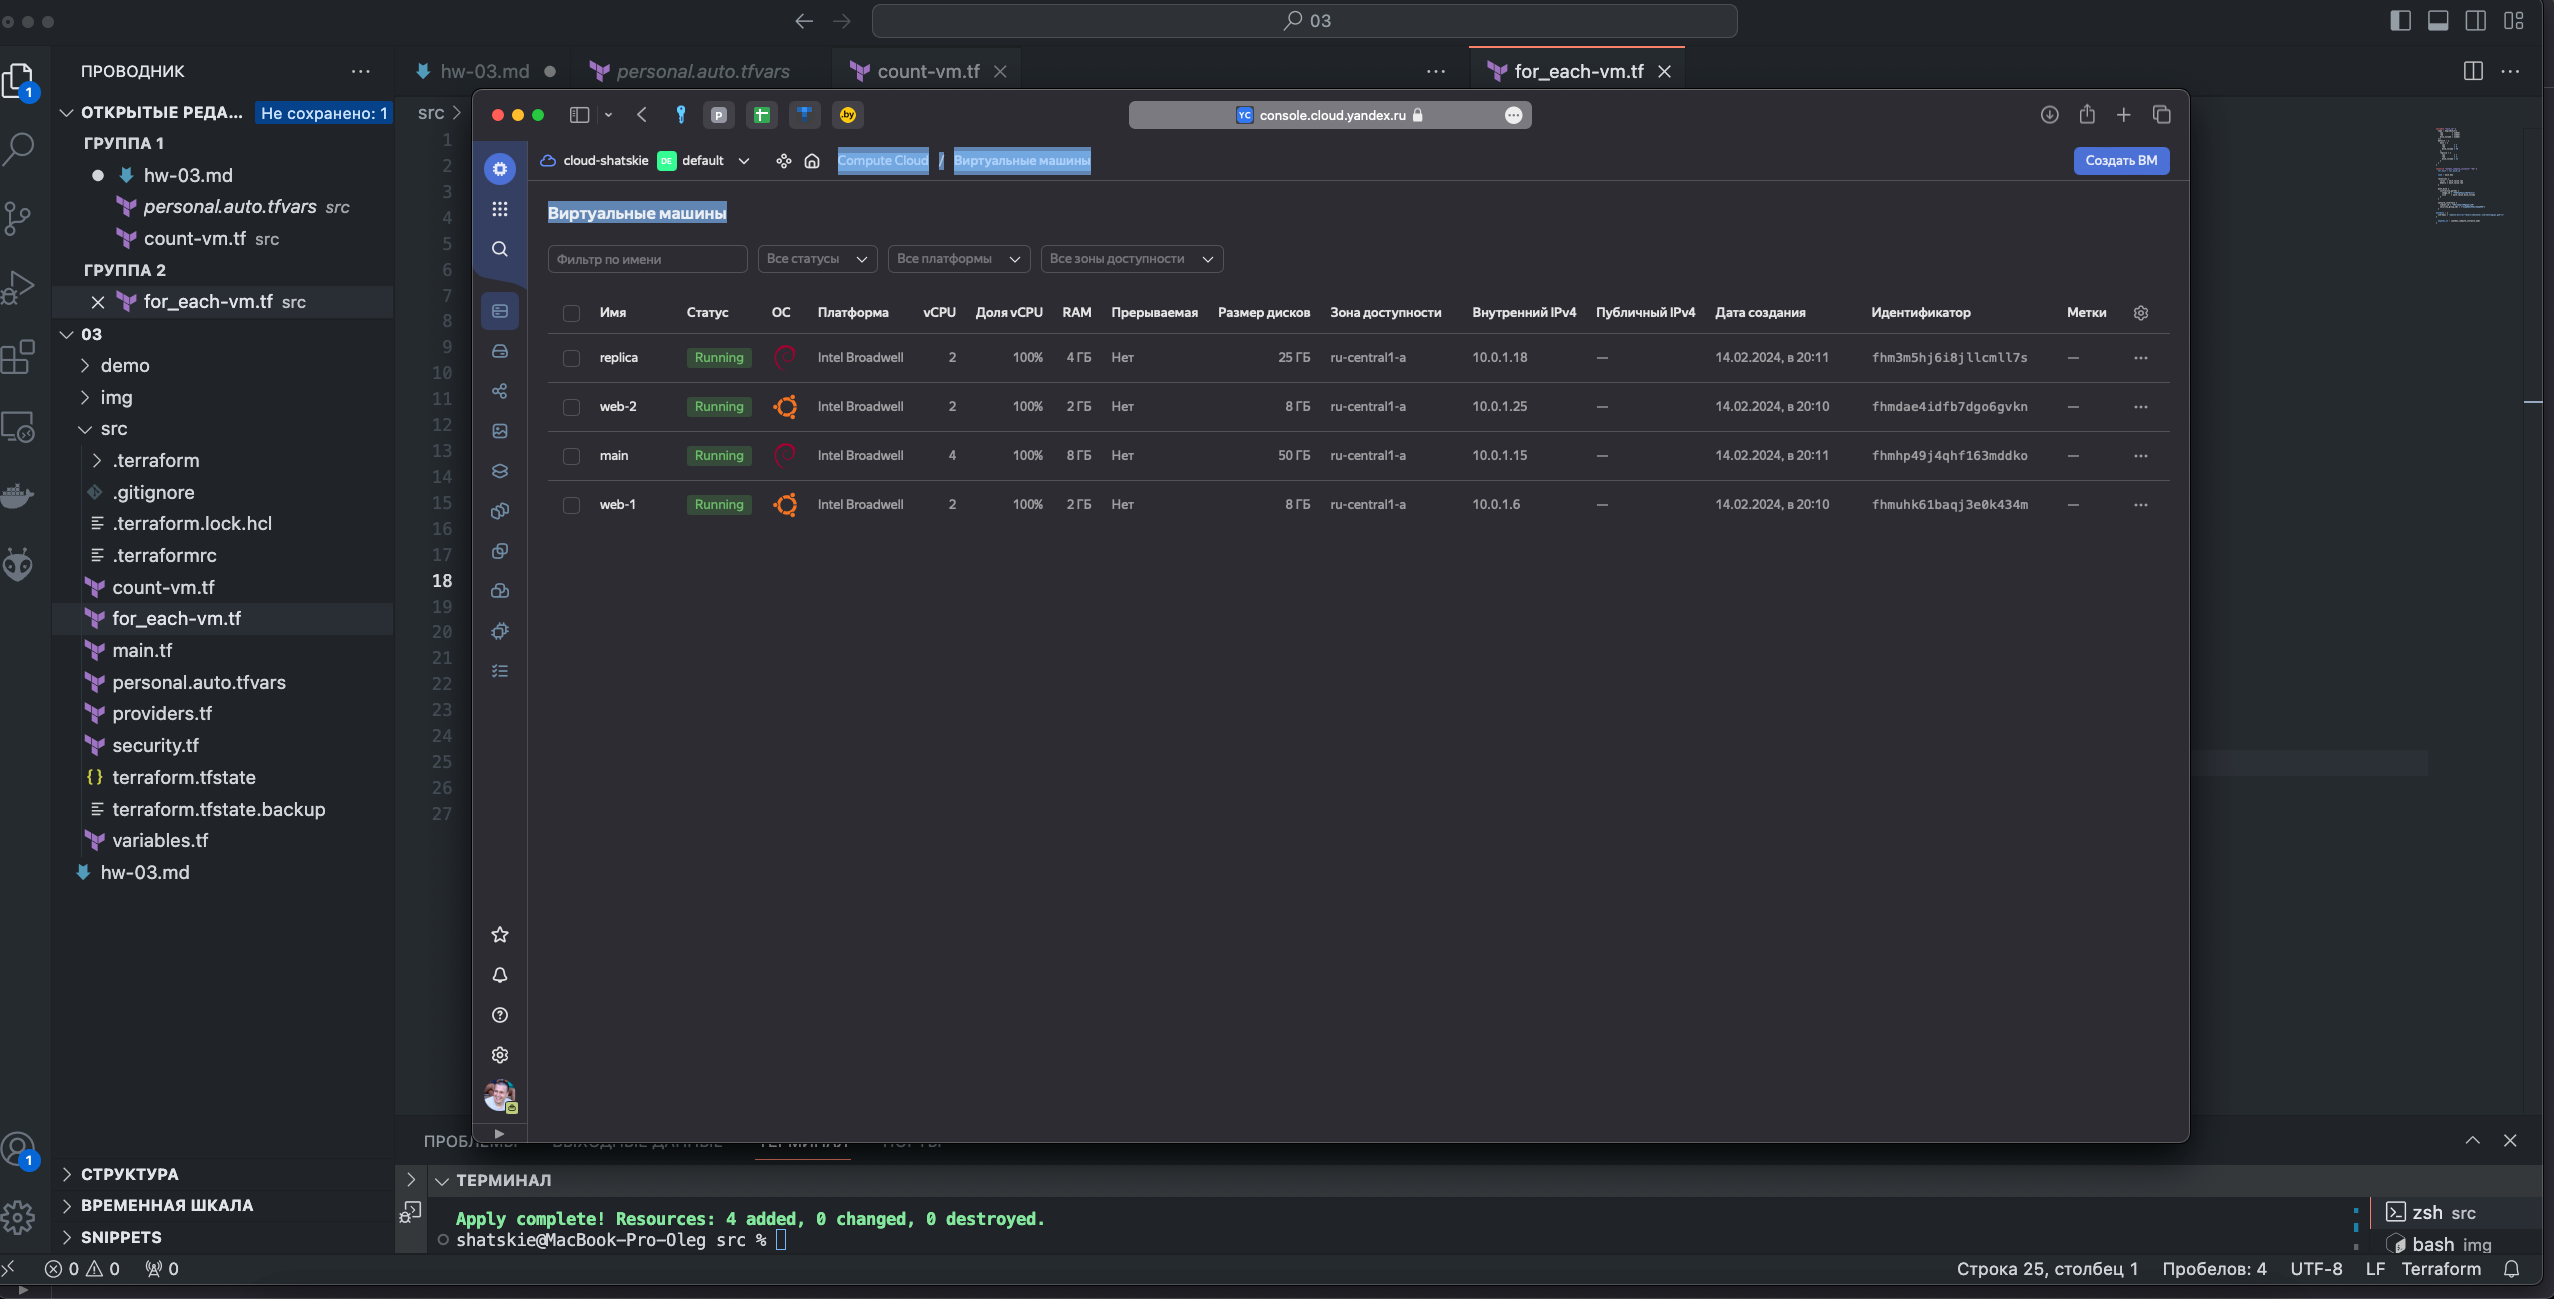 03
ПРОВОДНИК
hw-03.md
personal.auto.tfvars
count-vm.tf
for_each-vm.tf
1
ОТКРЫТЫЕ РЕДА... Не сохранено: 1
ГРУППА 1
hw-03.md
personal.auto.tfvars src
count-vm.tf src
ГРУППА 2
for_each-vm.tf src
03
demo
img
src
.terraform
.gitignore
.terraform.lock.hcl
.terraformrc
count-vm.tf
for_each-vm.tf
main.tf
personal.auto.tfvars
providers.tf
security.tf
terraform.tfstate
terraform.tfstate.backup
variables.tf
hw-03.md
1
СТРУКТУРА
ВРЕМЕННАЯ ШКАЛА
SNIPPETS
src
1
2
3
4
5
6
7
8
9
10
11
12
13
14
15
16
17
18
19
20
21
22
23
24
25
26
27
P
.by
YC console.cloud.yandex.ru
cloud-shatskie DE default
Compute Cloud / Виртуальные машины
Создать ВМ
Виртуальные машины
Фильтр по имени Все статусы Все платформы Все зоны доступности
Имя Статус ОС Платформа vCPU Доля vCPU RAM Прерываемая Размер дисков Зона доступности Внутренний IPv4 Публичный IPv4 Дата создания Идентификатор Метки
replica Running Intel Broadwell 2 100% 4 ГБ Нет 25 ГБ ru-central1-a 10.0.1.18 — 14.02.2024, в 20:11 fhm3m5hj6i8jllcmll7s —
web-2 Running Intel Broadwell 2 100% 2 ГБ Нет 8 ГБ ru-central1-a 10.0.1.25 — 14.02.2024, в 20:10 fhmdae4idfb7dgo6gvkn —
main Running Intel Broadwell 4 100% 8 ГБ Нет 50 ГБ ru-central1-a 10.0.1.15 — 14.02.2024, в 20:11 fhmhp49j4qhf163mddko —
web-1 Running Intel Broadwell 2 100% 2 ГБ Нет 8 ГБ ru-central1-a 10.0.1.6 — 14.02.2024, в 20:10 fhmuhk61baqj3e0k434m —
ПРОБЛЕМЫ ВЫХОДНЫЕ ДАННЫЕ ТЕРМИНАЛ ПОРТЫ
ТЕРМИНАЛ
Apply complete! Resources: 4 added, 0 changed, 0 destroyed.
shatskie@MacBook-Pro-Oleg src %
zsh src
bash img
0 0 0
Строка 25, столбец 1 Пробелов: 4 UTF-8 LF Terraform